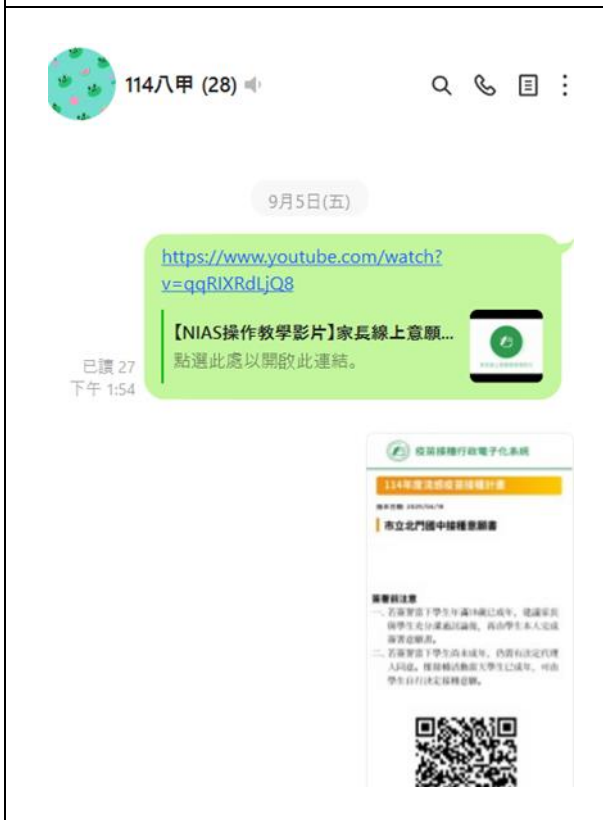 114八甲 (28)
9月5日(五)
https://www.youtube.com/watch?
v=qqRIXRdLjQ8
【NIAS操作教學影片】家長線上意願...
點選此處以開啟此連結。
已讀 27
下午 1:54
疫苗接種行政電子化系統
114年度流感疫苗接種計畫
市立北門國中接種意願書
簽署前注意
一、若簽署當下學生年滿18歲已成年，建議家長
與學生充分溝通討論後，再由學生本人完成
簽署意願書。
二、若簽署當下學生尚未成年，仍需有法定代理
人同意。惟接種活動當天學生已成年，可由
學生自行決定接種意願。